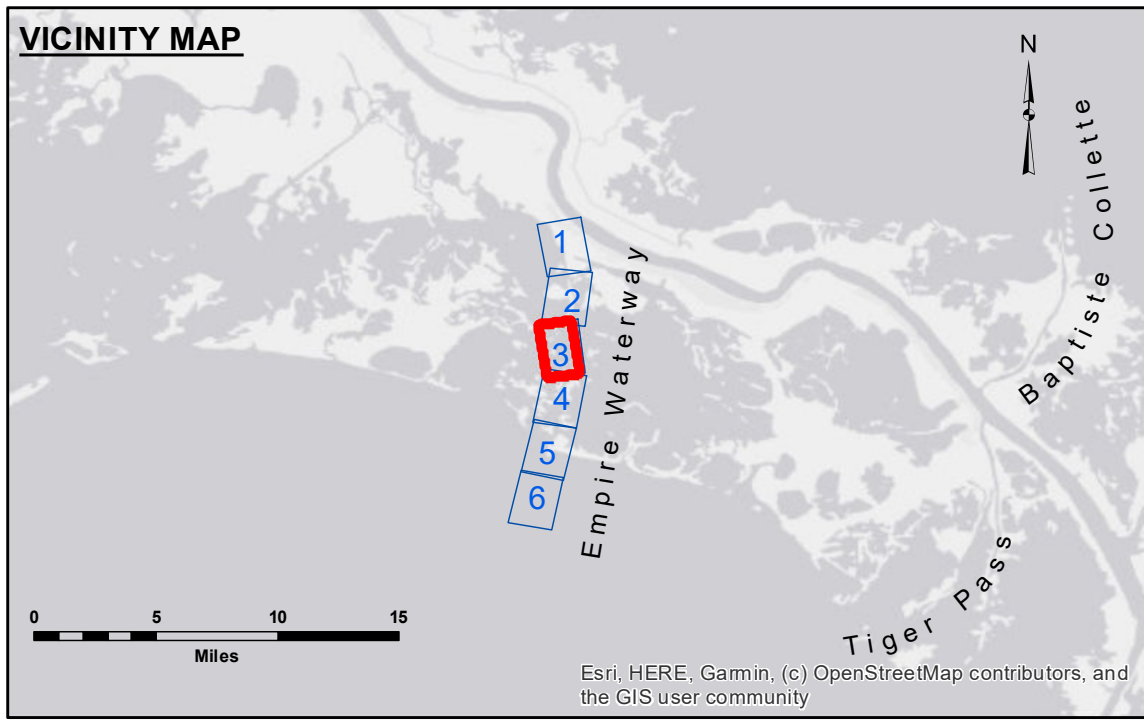 VICINITY MAP
N
Baptiste Collette
1
2
3
4
5
6
Empire Waterway
Tiger Pass
0 5 10 15
Miles
Esri, HERE, Garmin, (c) OpenStreetMap contributors, and
the GIS user community